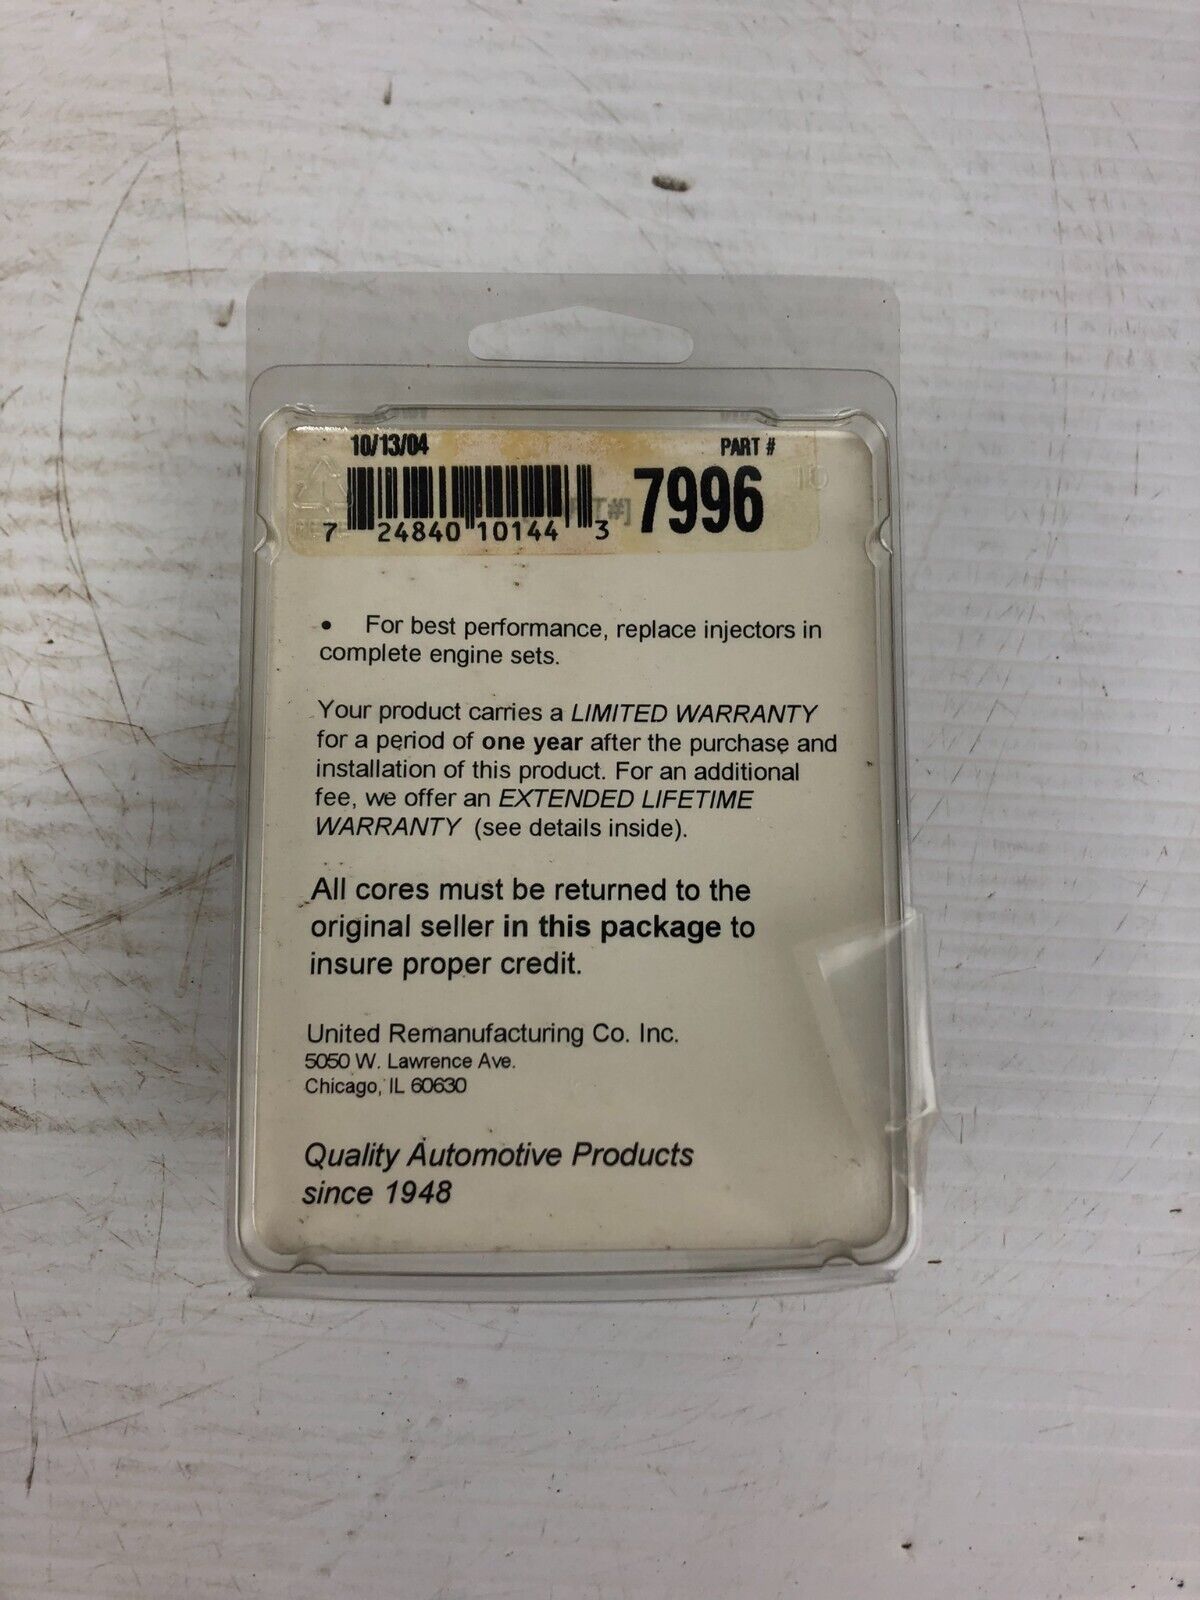 10/13/04
PART #
7996
7 24840 10144 3
• For best performance, replace injectors in
complete engine sets.
Your product carries a LIMITED WARRANTY
for a period of one year after the purchase and
installation of this product. For an additional
fee, we offer an EXTENDED LIFETIME
WARRANTY (see details inside).
All cores must be returned to the
original seller in this package to
insure proper credit.
United Remanufacturing Co. Inc.
5050 W. Lawrence Ave.
Chicago, IL 60630
Quality Automotive Products
since 1948